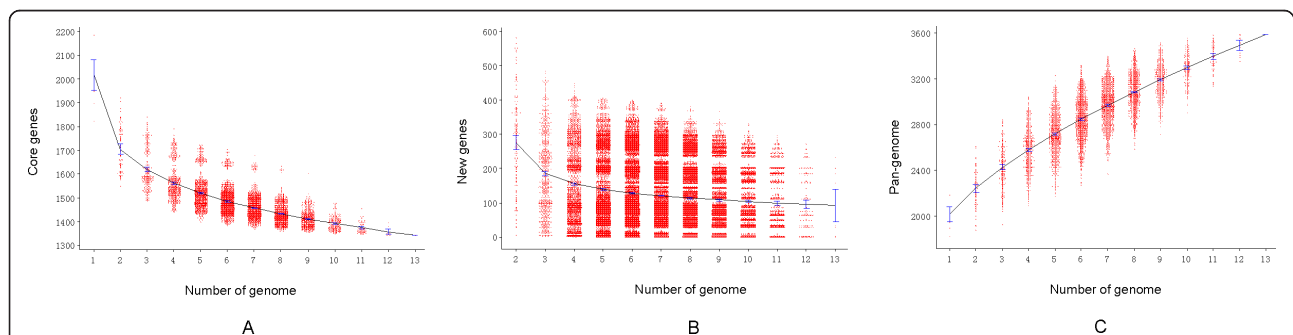 2200
2100
2000
1900
1800
1700
1600
1500
1400
1300
Core genes
1 2 3 4 5 6 7 8 9 10 11 12 13
Number of genome
A
600
500
400
300
200
100
0
New genes
2 3 4 5 6 7 8 9 10 11 12 13
Number of genome
B
3600
3200
2800
2400
2000
Pan-genome
1 2 3 4 5 6 7 8 9 10 11 12 13
Number of genome
C